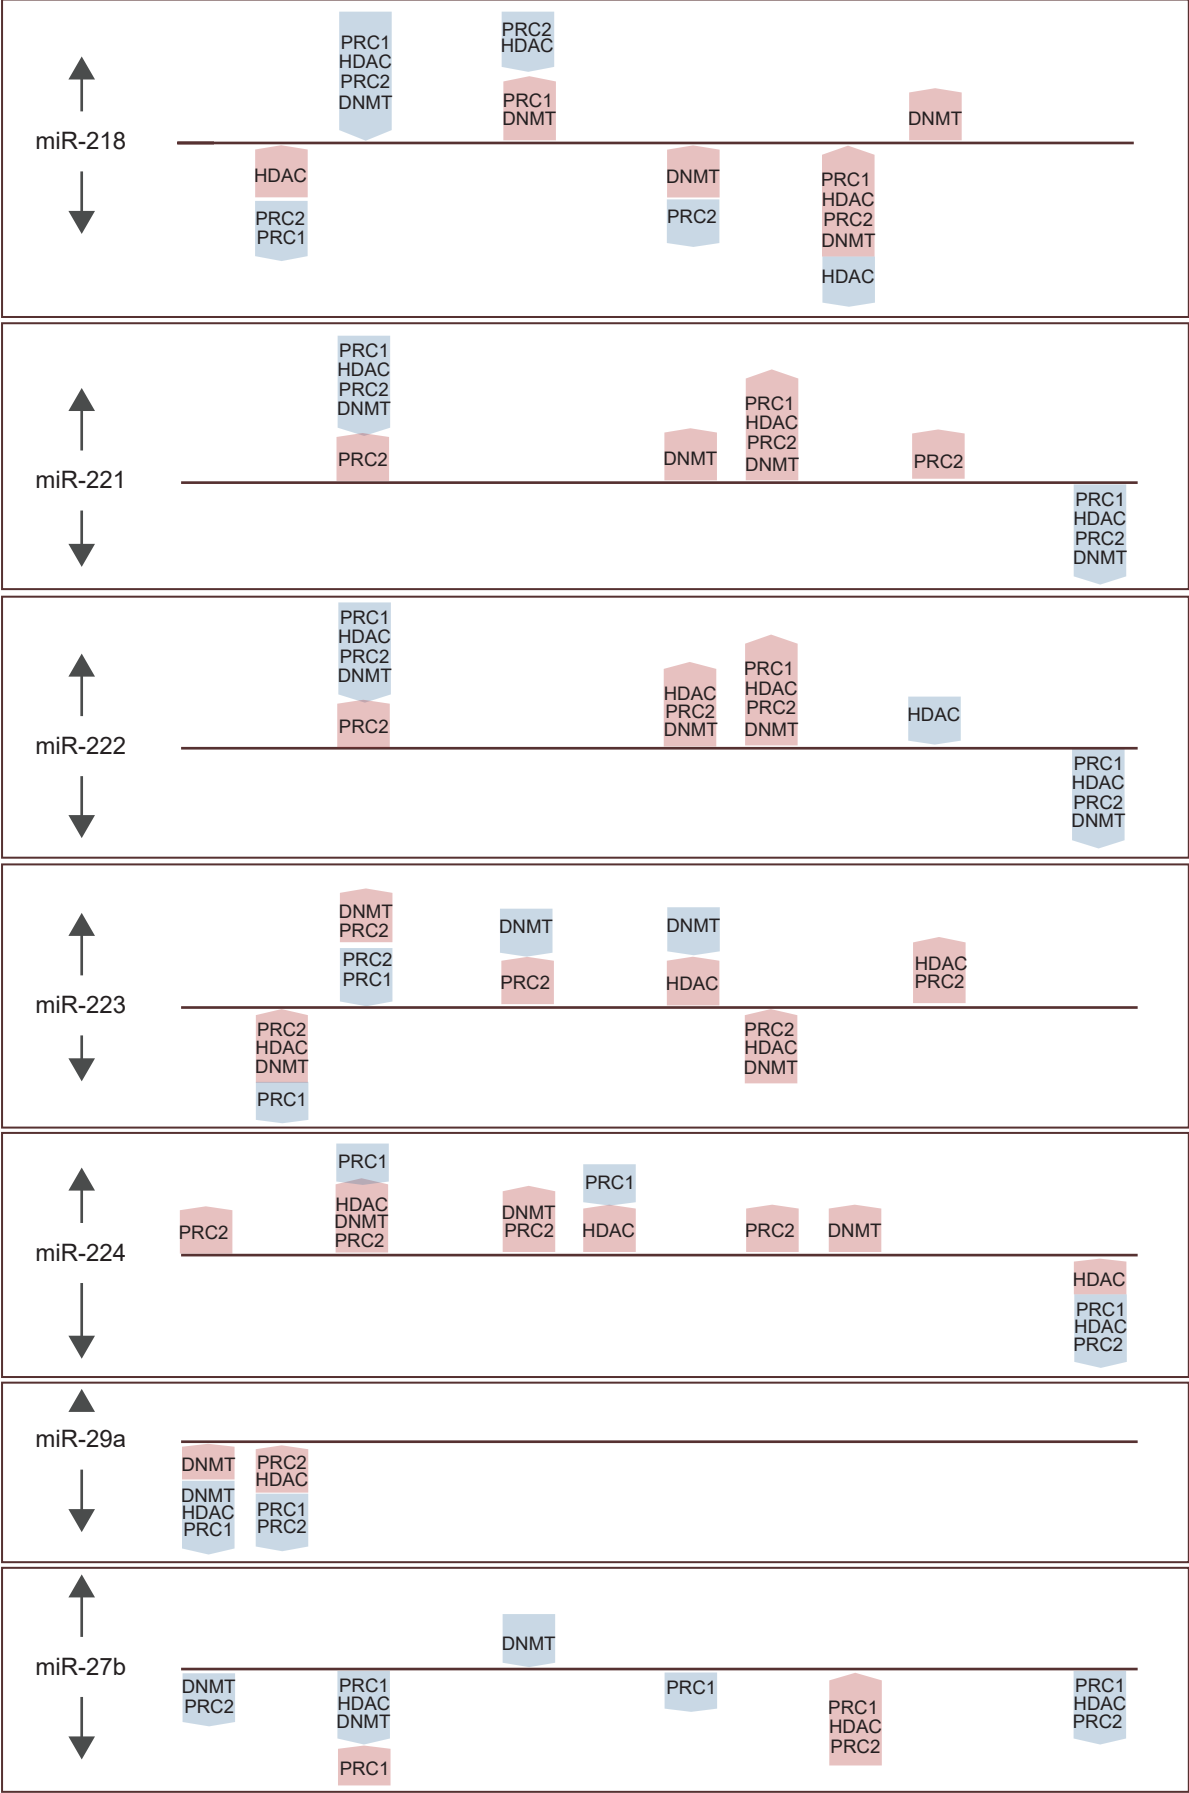 miR-218
PRC1
HDAC
PRC2
DNMT
PRC2
HDAC
PRC1
DNMT
DNMT
HDAC
PRC2
PRC1
DNMT
PRC2
PRC1
HDAC
PRC2
DNMT
HDAC
miR-221
PRC1
HDAC
PRC2
DNMT
PRC2
DNMT
PRC1
HDAC
PRC2
DNMT
PRC2
PRC1
HDAC
PRC2
DNMT
miR-222
PRC1
HDAC
PRC2
DNMT
PRC2
HDAC
PRC2
DNMT
PRC1
HDAC
PRC2
DNMT
HDAC
PRC1
HDAC
PRC2
DNMT
miR-223
DNMT
PRC2
PRC2
PRC1
DNMT
PRC2
DNMT
HDAC
HDAC
PRC2
PRC2
HDAC
DNMT
PRC1
PRC2
HDAC
DNMT
miR-224
PRC2
PRC1
HDAC
DNMT
PRC2
DNMT
PRC2
PRC1
HDAC
PRC2
DNMT
HDAC
PRC1
HDAC
PRC2
miR-29a
DNMT
DNMT
HDAC
PRC1
PRC2
HDAC
PRC1
PRC2
miR-27b
DNMT
DNMT
PRC2
PRC1
HDAC
DNMT
PRC1
PRC1
PRC1
HDAC
PRC2
PRC1
HDAC
PRC2